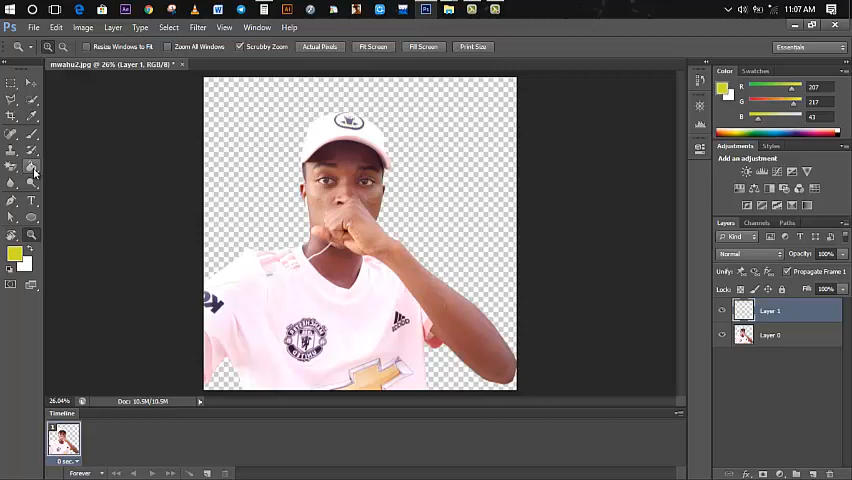 11:07 AM
Ps File Edit Image Layer Type Select Filter View Window Help
Resize Windows to Fit Zoom All Windows Scrubby Zoom Actual Pixels Fit Screen Fill Screen Print Size Essentials
mwahu2.jpg @ 26% (Layer 1, RGB/8) * ×
Color Swatches
R 207
G 217
B 43
Adjustments Styles
Add an adjustment
Layers Channels Paths
Kind
Normal Opacity: 100%
Unify: Propagate Frame 1
Lock: Fill: 100%
Layer 1
Layer 0
26.04% Doc: 10.5M/10.5M
Timeline
1
0 sec.
Forever